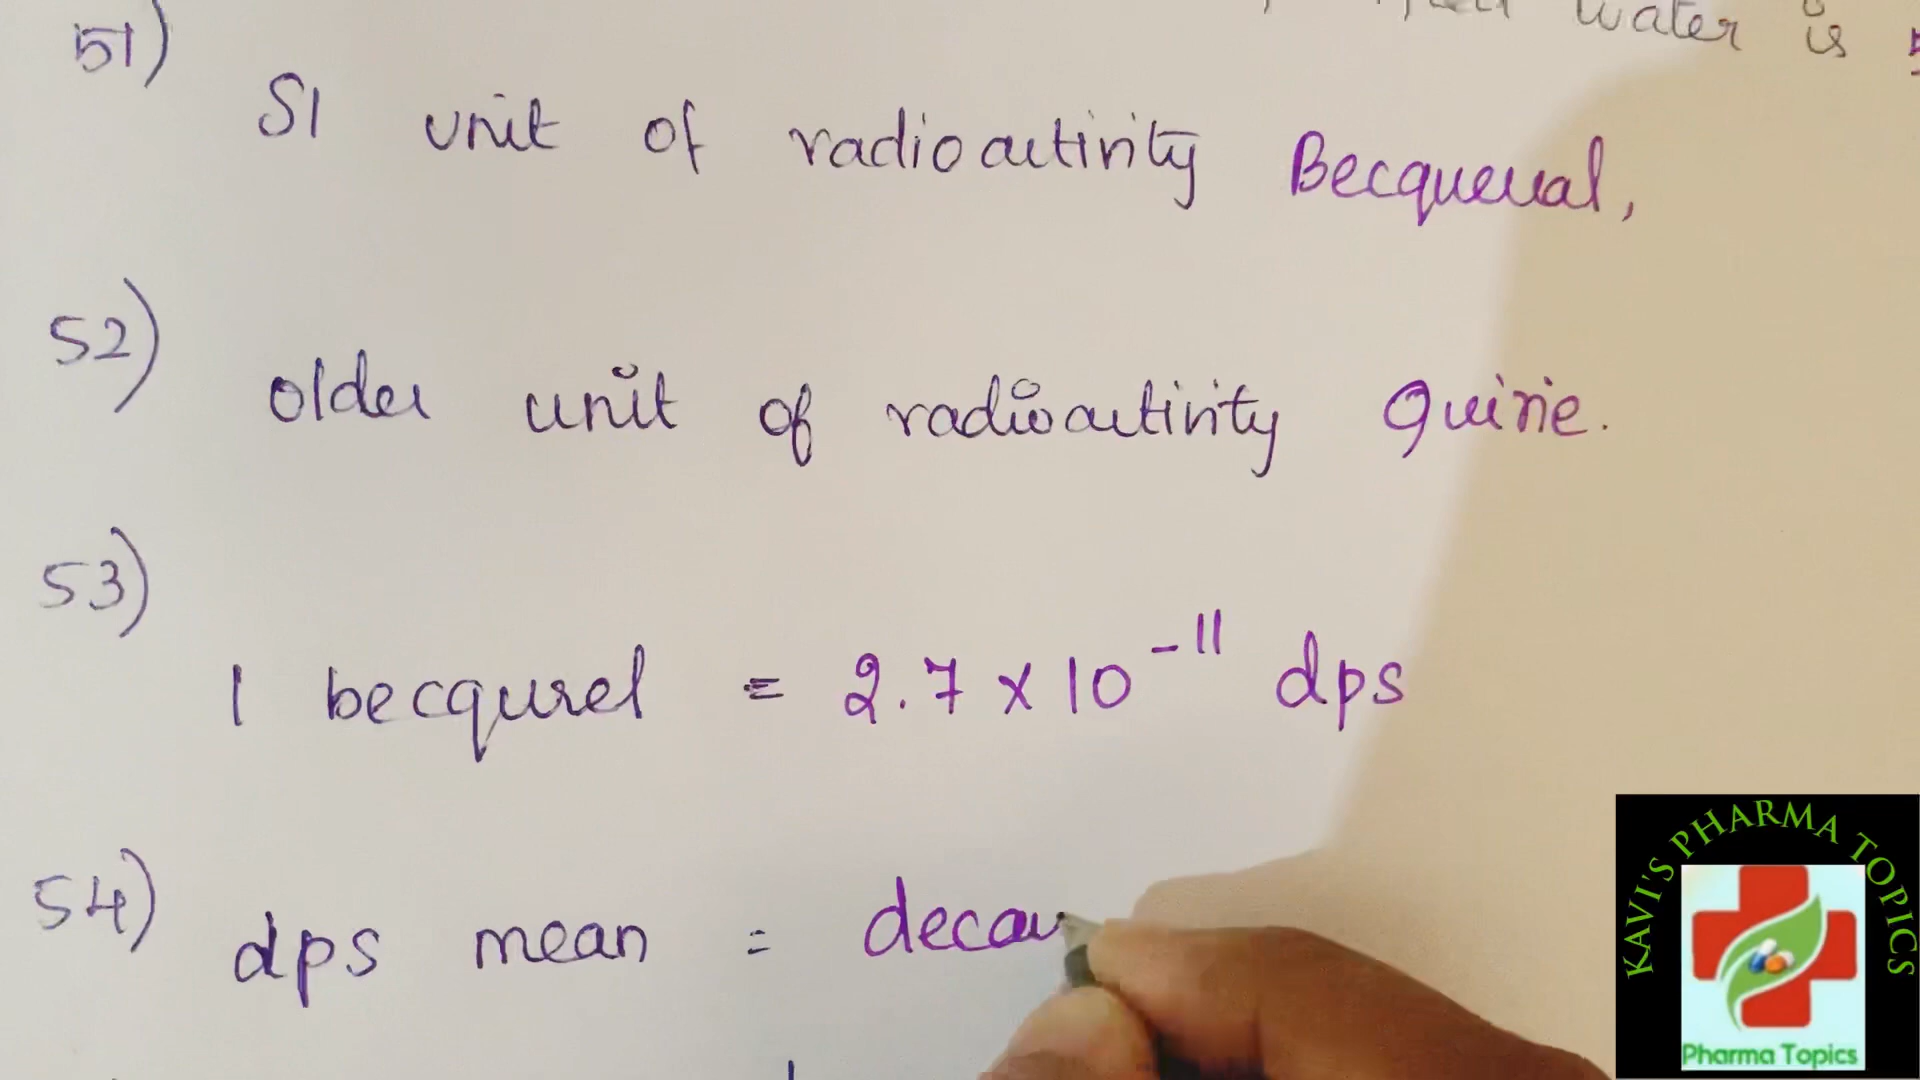 water is
51)
SI unit of radioactivity Becquerral,
52)
older unit of radioactivity Quirie.
53)
1 becqurel = 2.7 x 10⁻¹¹ dps
54)
dps mean = decay
KAVI'S PHARMA TOPICS
Pharma Topics